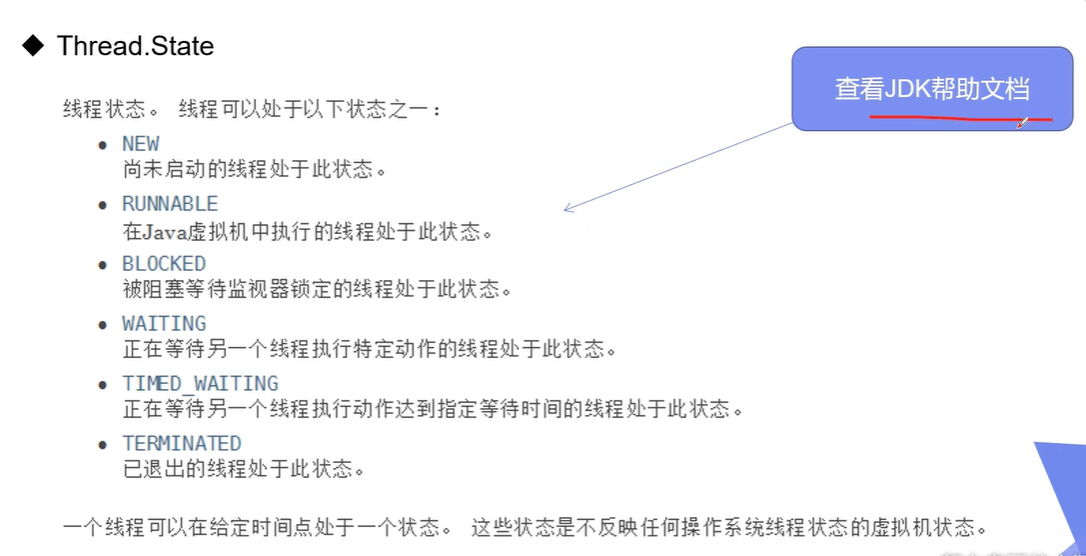 ◆ Thread.State
查看JDK帮助文档
线程状态。 线程可以处于以下状态之一：
• NEW
尚未启动的线程处于此状态。
• RUNNABLE
在Java虚拟机中执行的线程处于此状态。
• BLOCKED
被阻塞等待监视器锁定的线程处于此状态。
• WAITING
正在等待另一个线程执行特定动作的线程处于此状态。
• TIMED_WAITING
正在等待另一个线程执行动作达到指定等待时间的线程处于此状态。
• TERMINATED
已退出的线程处于此状态。
一个线程可以在给定时间点处于一个状态。 这些状态是不反映任何操作系统线程状态的虚拟机状态。